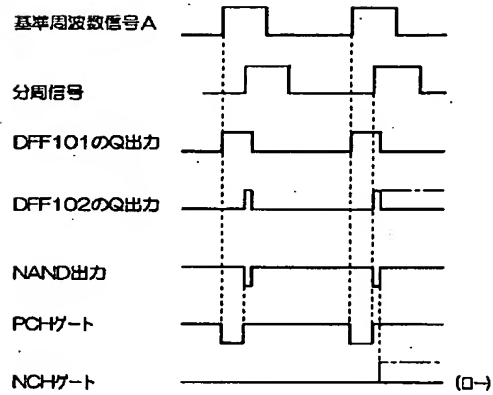 基準周波数信号A
分周信号
DFF101のQ出力
DFF102のQ出力
NAND出力
PCHゲート
NCHゲート
(ロー)